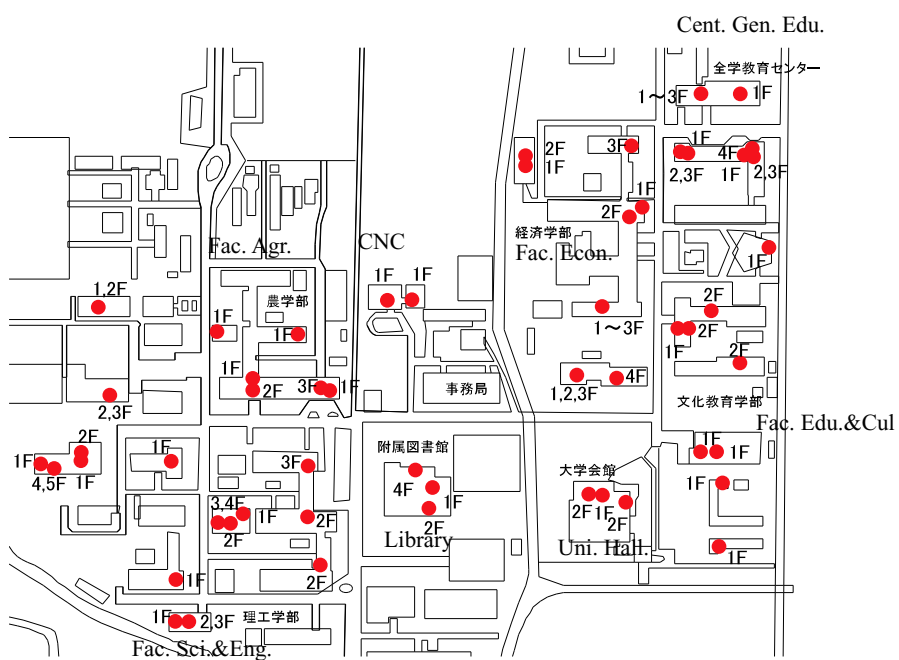 Cent. Gen. Edu.
全学教育センター
1～3F
1F
2F
1F
3F
1F
2,3F
4F
1F
2,3F
1F
2F
経済学部
Fac. Econ.
1F
Fac. Agr.
CNC
1F
1F
農学部
1,2F
1F
1F
1～3F
2F
1F
2F
2F
1F
2F
3F
1F
事務局
1,2,3F
4F
文化教育学部
Fac. Edu.&Cul
2,3F
2F
1F
4,5F
1F
1F
3F
附属図書館
4F
1F
2F
Library
大学会館
2F
1F
2F
Uni. Hall.
1F
1F
1F
1F
3,4F
2F
1F
2F
2F
1F
1F
2,3F
理工学部
Fac. Sci.&Eng.